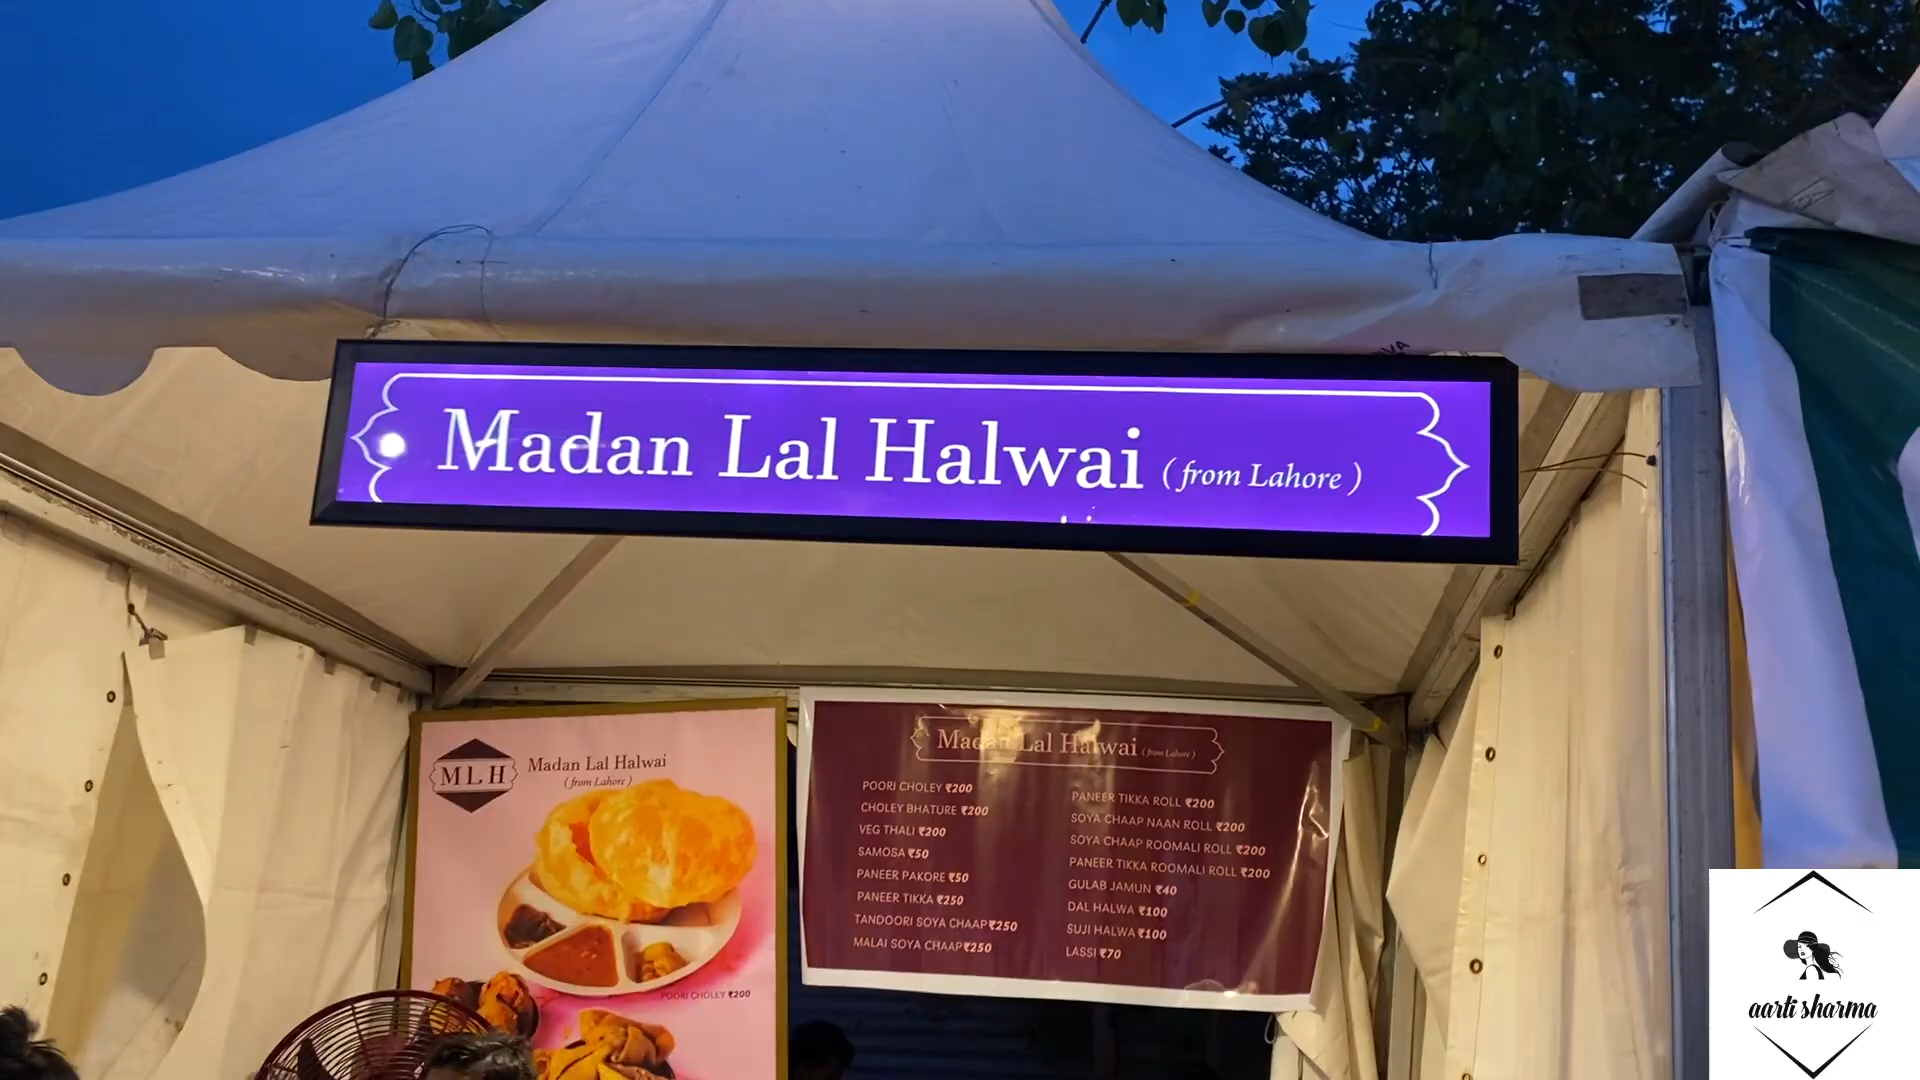 Madan Lal Halwai (from Lahore)
MLH
Madan Lal Halwai
(from Lahore)
POORI CHOLEY ₹200
Madan Lal Halwai (from Lahore)
POORI CHOLEY ₹200
CHOLEY BHATURE ₹200
VEG THALI ₹200
SAMOSA ₹50
PANEER PAKORE ₹50
PANEER TIKKA ₹250
TANDOORI SOYA CHAAP ₹250
MALAI SOYA CHAAP ₹250
PANEER TIKKA ROLL ₹200
SOYA CHAAP NAAN ROLL ₹200
SOYA CHAAP ROOMALI ROLL ₹200
PANEER TIKKA ROOMALI ROLL ₹200
GULAB JAMUN ₹40
DAL HALWA ₹100
SUJI HALWA ₹100
LASSI ₹70
aarti sharma